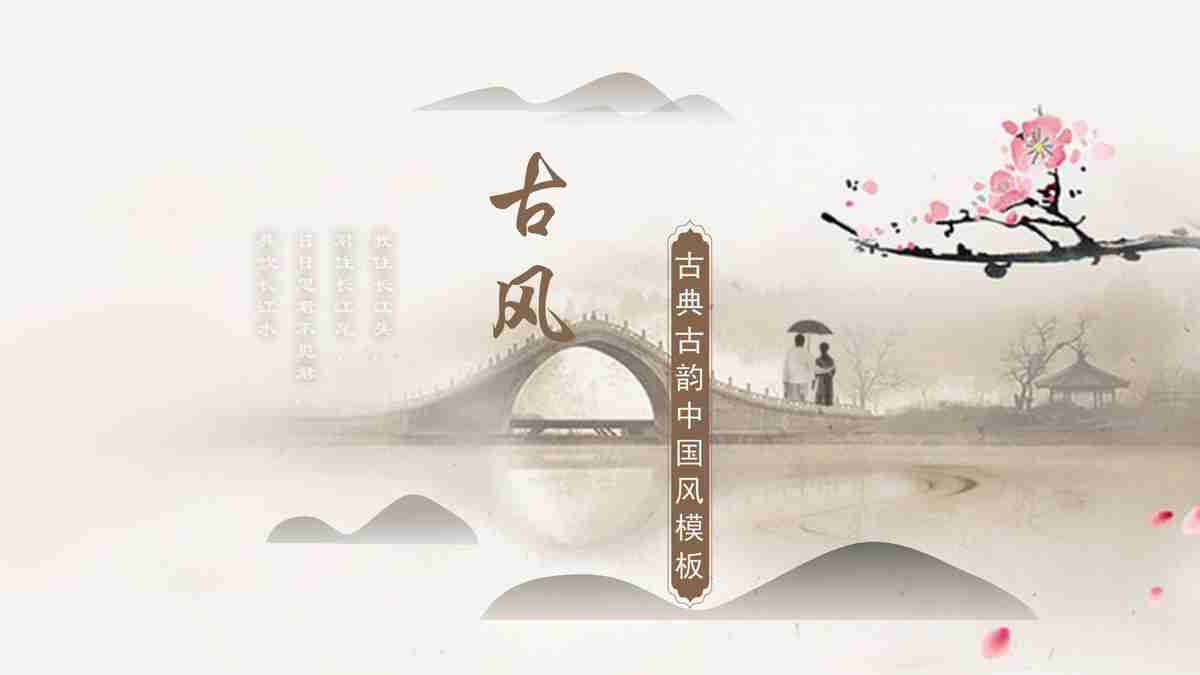 古风
古典古韵中国风模板
我住长江头
君住长江尾
日日思君不见君
共饮长江水